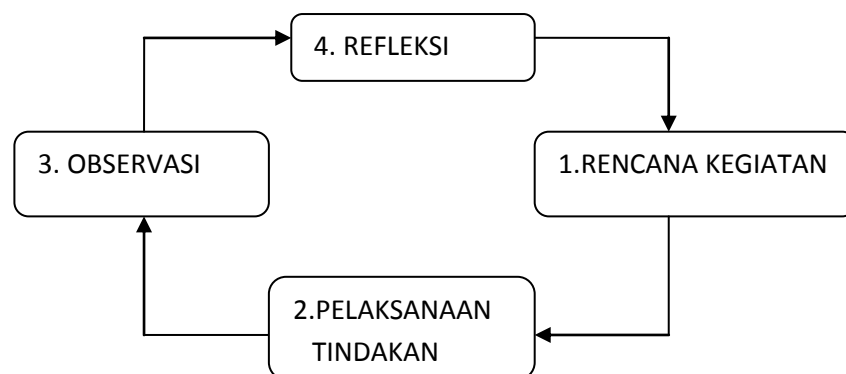 4. REFLEKSI
3. OBSERVASI
1.RENCANA KEGIATAN
2.PELAKSANAAN
TINDAKAN